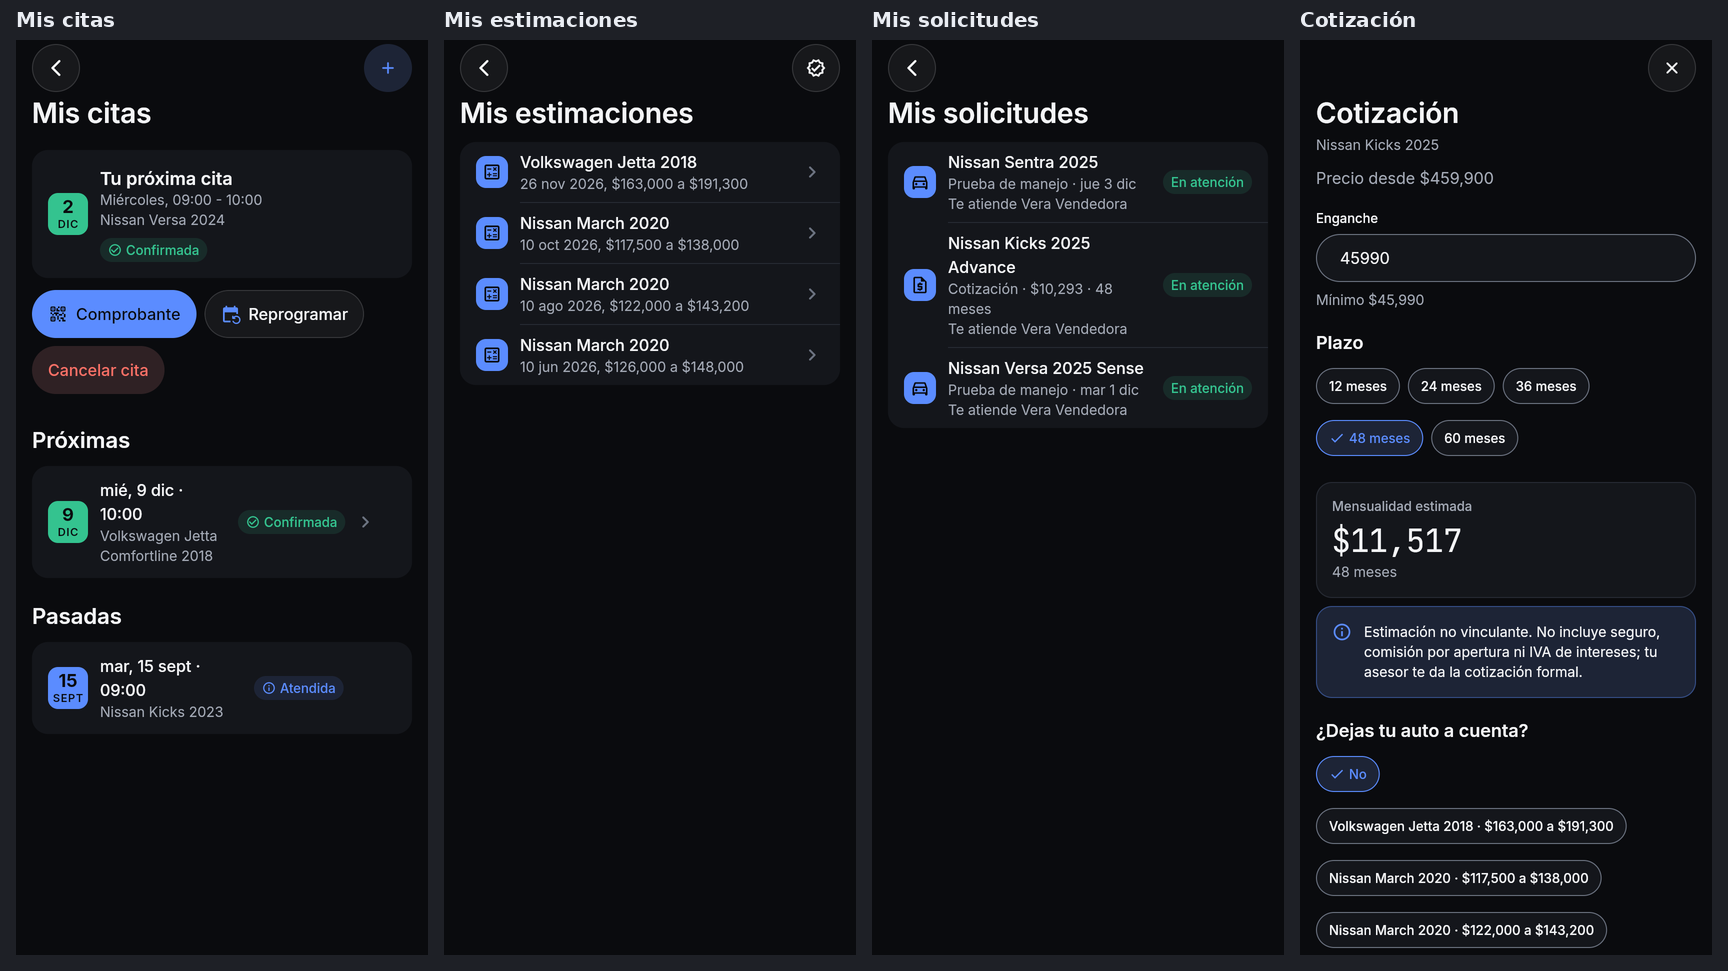 Mis citas
Mis citas
Tu próxima cita
2
DIC
Miércoles, 09:00 - 10:00
Nissan Versa 2024
Confirmada
Comprobante
Reprogramar
Cancelar cita
Próximas
9
DIC
mié, 9 dic ·
10:00
Volkswagen Jetta
Comfortline 2018
Confirmada
Pasadas
15
SEPT
mar, 15 sept ·
09:00
Nissan Kicks 2023
Atendida
Mis estimaciones
Mis estimaciones
Volkswagen Jetta 2018
26 nov 2026, $163,000 a $191,300
Nissan March 2020
10 oct 2026, $117,500 a $138,000
Nissan March 2020
10 ago 2026, $122,000 a $143,200
Nissan March 2020
10 jun 2026, $126,000 a $148,000
Mis solicitudes
Mis solicitudes
Nissan Sentra 2025
Prueba de manejo · jue 3 dic
Te atiende Vera Vendedora
En atención
Nissan Kicks 2025
Advance
Cotización · $10,293 · 48
meses
Te atiende Vera Vendedora
En atención
Nissan Versa 2025 Sense
Prueba de manejo · mar 1 dic
Te atiende Vera Vendedora
En atención
Cotización
Cotización
Nissan Kicks 2025
Precio desde $459,900
Enganche
45990
Mínimo $45,990
Plazo
12 meses
24 meses
36 meses
48 meses
60 meses
Mensualidad estimada
$11,517
48 meses
Estimación no vinculante. No incluye seguro,
comisión por apertura ni IVA de intereses; tu
asesor te da la cotización formal.
¿Dejas tu auto a cuenta?
No
Volkswagen Jetta 2018 · $163,000 a $191,300
Nissan March 2020 · $117,500 a $138,000
Nissan March 2020 · $122,000 a $143,200